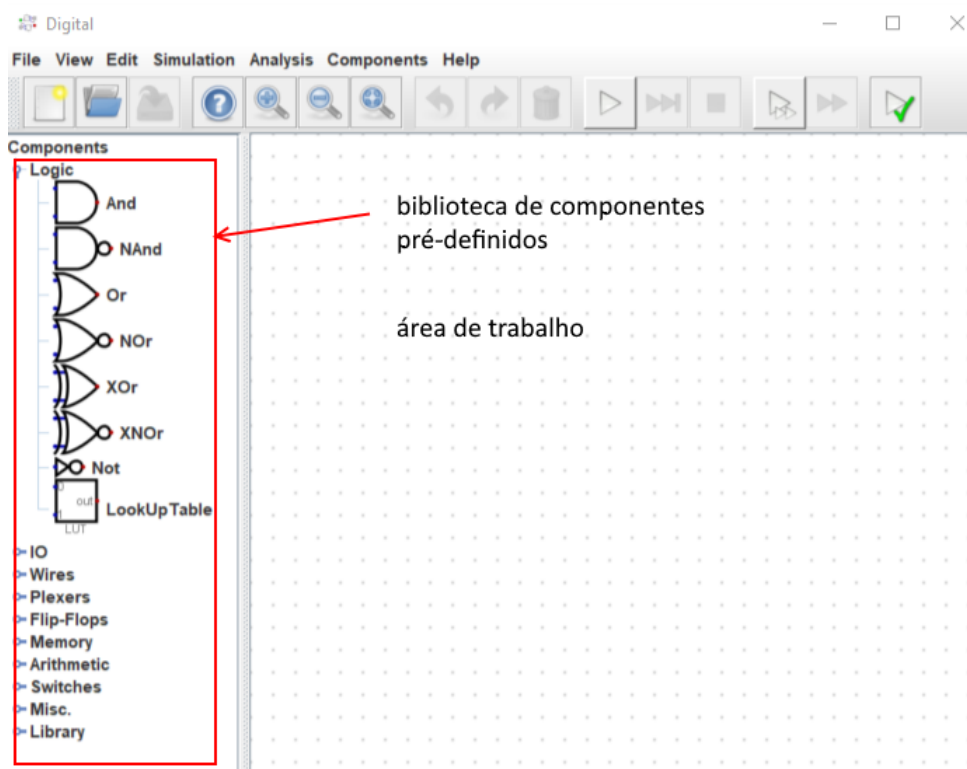 Digital
File View Edit Simulation Analysis Components Help
Components
Logic
And
NAnd
Or
NOr
XOr
XNOr
Not
0
out
1
LookUpTable
LUT
IO
Wires
Plexers
Flip-Flops
Memory
Arithmetic
Switches
Misc.
Library
biblioteca de componentes
pré-definidos
área de trabalho